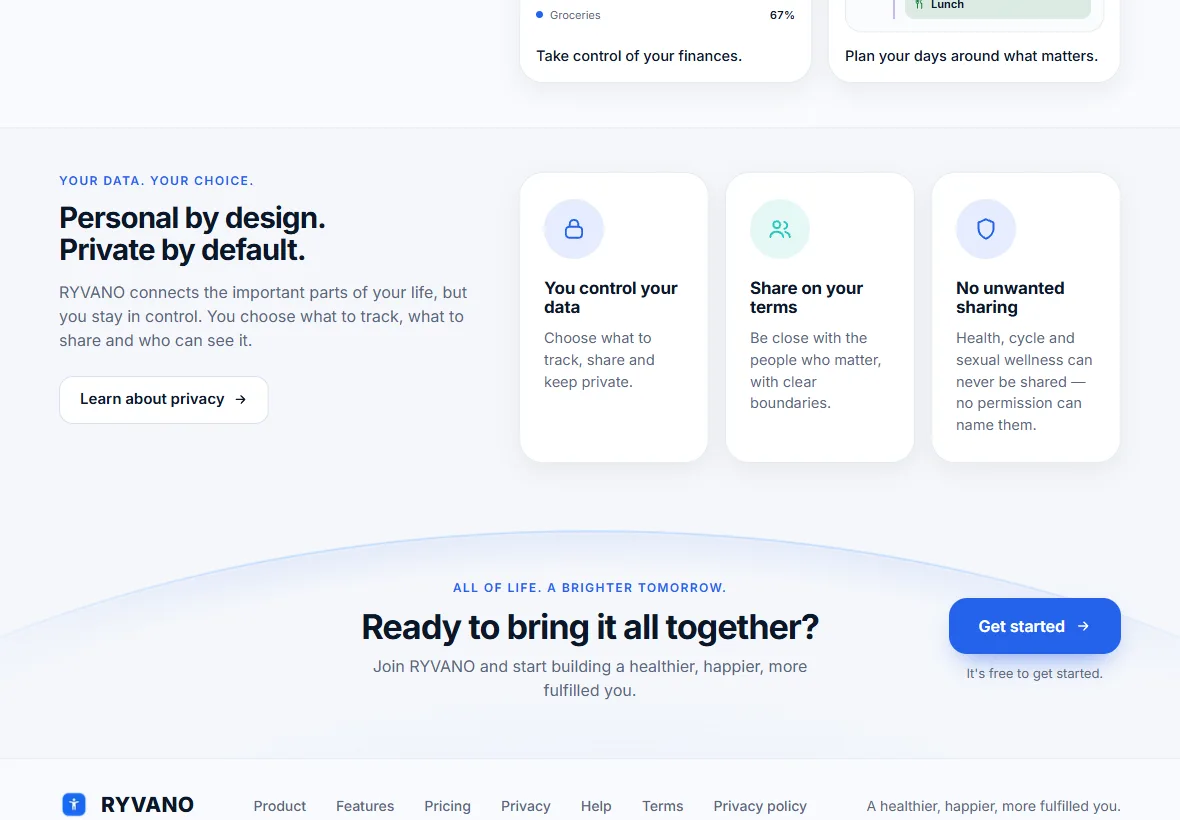 Groceries 67%
Lunch
Take control of your finances.
Plan your days around what matters.
YOUR DATA. YOUR CHOICE.
Personal by design.
Private by default.
RYVANO connects the important parts of your life, but
you stay in control. You choose what to track, what to
share and who can see it.
Learn about privacy →
You control your
data
Choose what to
track, share and
keep private.
Share on your
terms
Be close with the
people who matter,
with clear
boundaries.
No unwanted
sharing
Health, cycle and
sexual wellness can
never be shared —
no permission can
name them.
ALL OF LIFE. A BRIGHTER TOMORROW.
Ready to bring it all together?
Join RYVANO and start building a healthier, happier, more
fulfilled you.
Get started →
It's free to get started.
RYVANO
Product Features Pricing Privacy Help Terms Privacy policy
A healthier, happier, more fulfilled you.